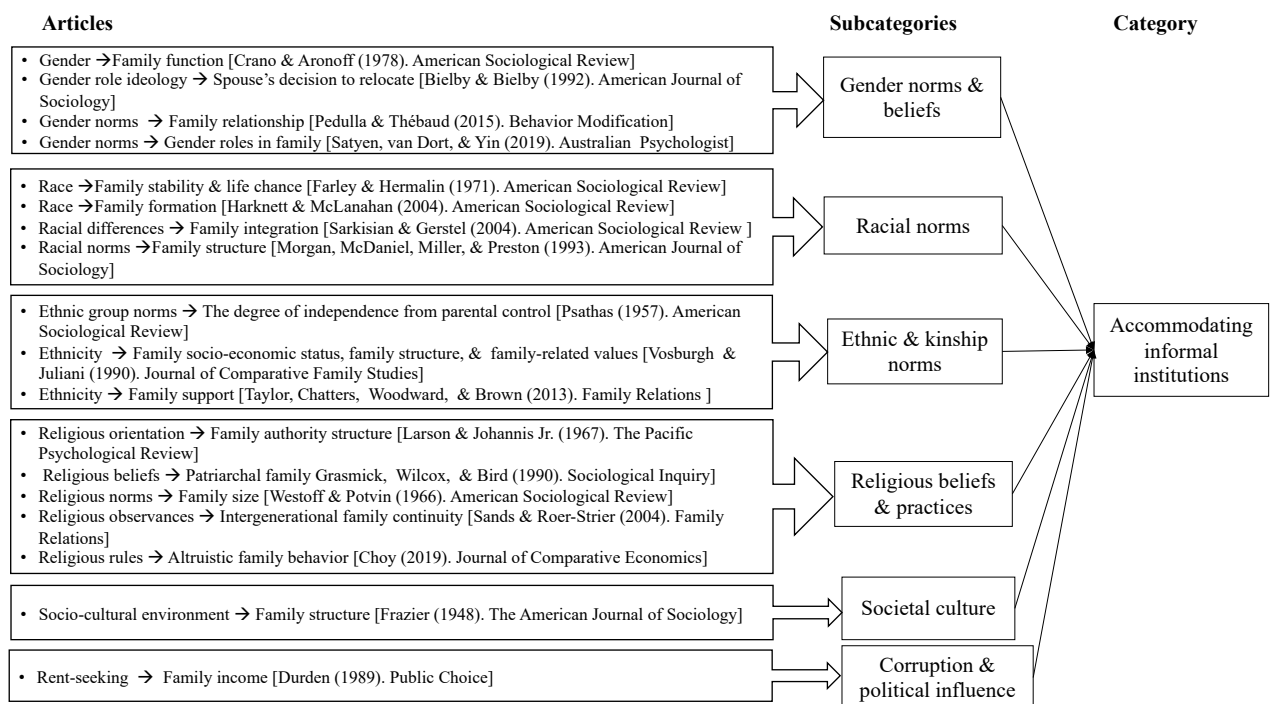 Articles
Subcategories
Category
• Gender →Family function [Crano & Aronoff (1978). American Sociological Review]
• Gender role ideology → Spouse's decision to relocate [Bielby & Bielby (1992). American Journal of
Sociology]
• Gender norms → Family relationship [Pedulla & Thébaud (2015). Behavior Modification]
• Gender norms → Gender roles in family [Satyen, van Dort, & Yin (2019). Australian Psychologist]
Gender norms &
beliefs
• Race →Family stability & life chance [Farley & Hermalin (1971). American Sociological Review]
• Race →Family formation [Harknett & McLanahan (2004). American Sociological Review]
• Racial differences → Family integration [Sarkisian & Gerstel (2004). American Sociological Review ]
• Racial norms →Family structure [Morgan, McDaniel, Miller, & Preston (1993). American Journal of
Sociology]
Racial norms
• Ethnic group norms → The degree of independence from parental control [Psathas (1957). American
Sociological Review]
• Ethnicity → Family socio-economic status, family structure, & family-related values [Vosburgh &
Juliani (1990). Journal of Comparative Family Studies]
• Ethnicity → Family support [Taylor, Chatters, Woodward, & Brown (2013). Family Relations ]
Ethnic & kinship
norms
Accommodating
informal
institutions
• Religious orientation → Family authority structure [Larson & Johannis Jr. (1967). The Pacific
Psychological Review]
• Religious beliefs → Patriarchal family Grasmick, Wilcox, & Bird (1990). Sociological Inquiry]
• Religious norms → Family size [Westoff & Potvin (1966). American Sociological Review]
• Religious observances → Intergenerational family continuity [Sands & Roer-Strier (2004). Family
Relations]
• Religious rules → Altruistic family behavior [Choy (2019). Journal of Comparative Economics]
Religious beliefs
& practices
• Socio-cultural environment → Family structure [Frazier (1948). The American Journal of Sociology]
Societal culture
• Rent-seeking → Family income [Durden (1989). Public Choice]
Corruption &
political influence